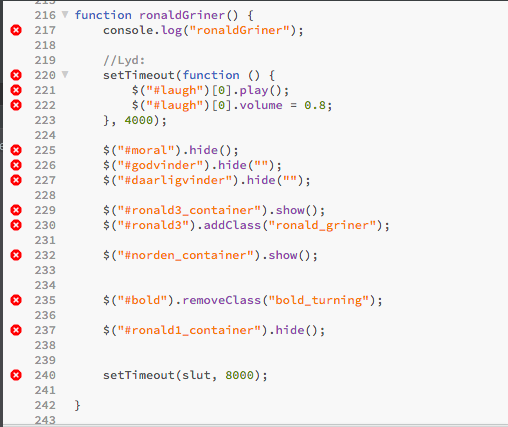 216 function ronaldGriner() {
217     console.log("ronaldGriner");
218
219     //Lyd:
220     setTimeout(function () {
221         $("#laugh")[0].play();
222         $("#laugh")[0].volume = 0.8;
223     }, 4000);
224
225     $("#moral").hide();
226     $("#godvinder").hide("");
227     $("#daarligvinder").hide("");
228
229     $("#ronald3_container").show();
230     $("#ronald3").addClass("ronald_griner");
231
232     $("#norden_container").show();
233
234
235     $("#bold").removeClass("bold_turning");
236
237     $("#ronald1_container").hide();
238
239
240     setTimeout(slut, 8000);
241
242 }
243